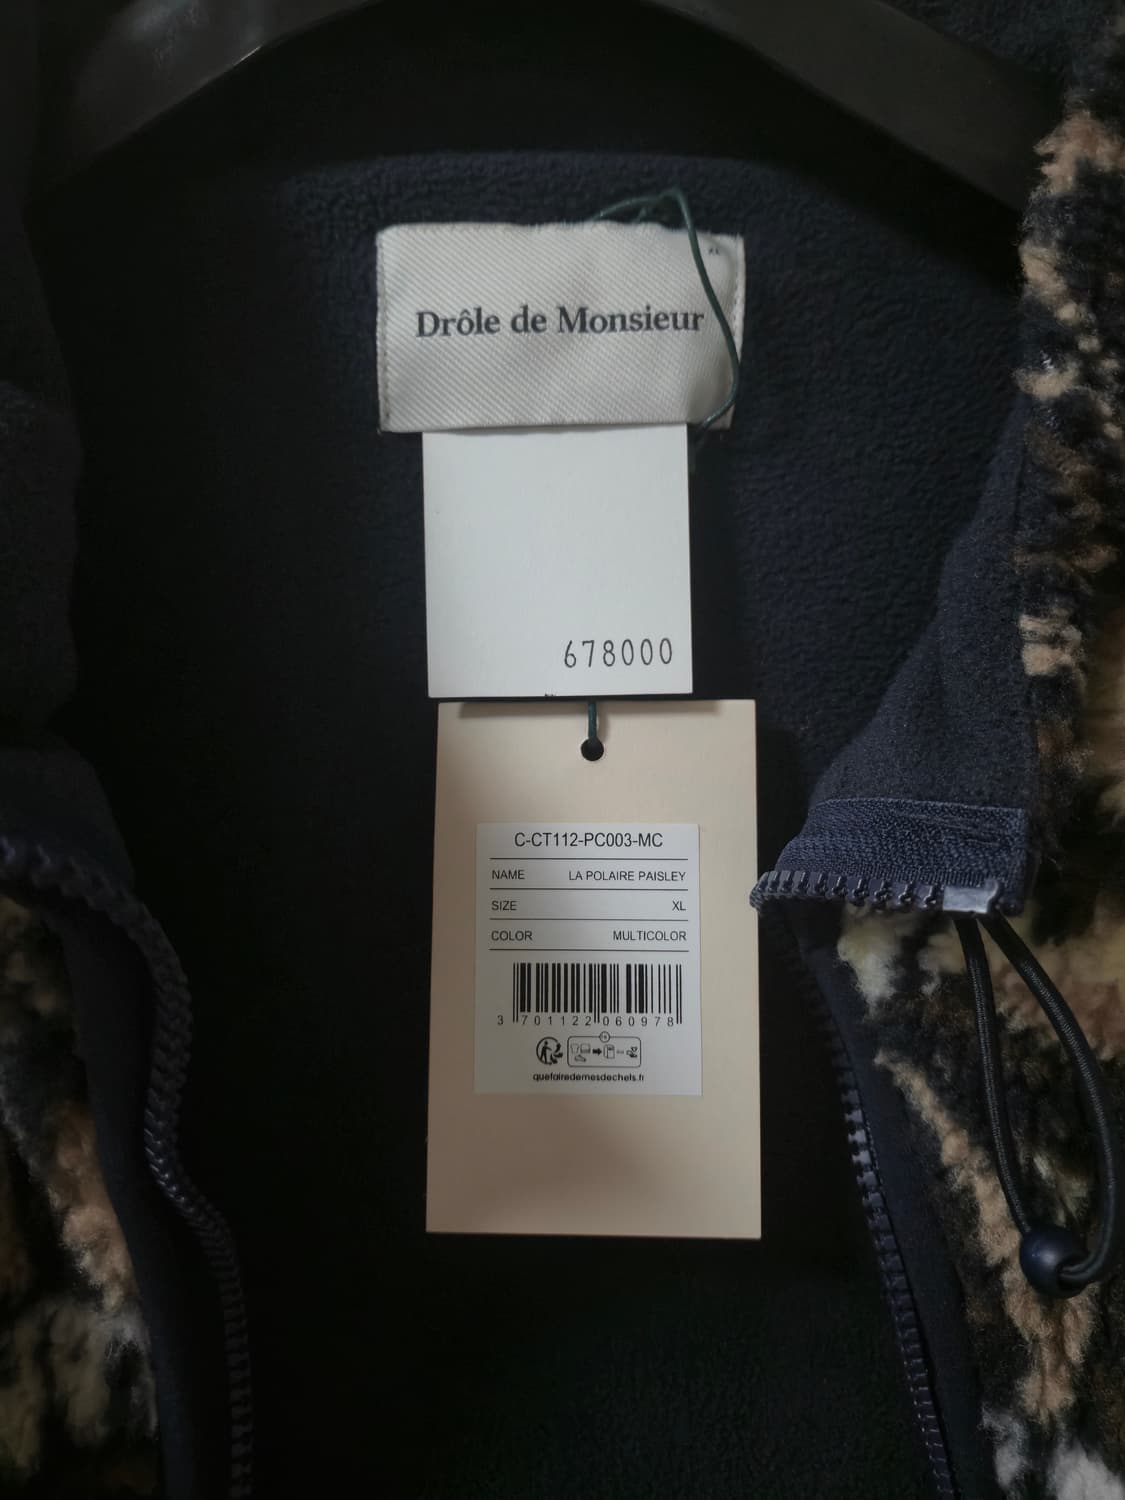 XL
Drôle de Monsieur
678000
C-CT112-PC003-MC
NAME LA POLAIRE PAISLEY
SIZE XL
COLOR MULTICOLOR
3 701122 060978
quefairedemesdechets.fr